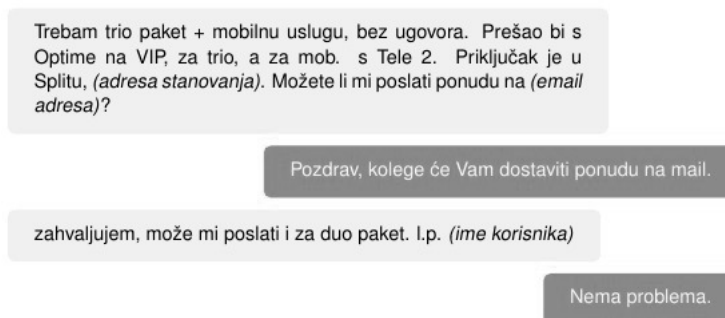 Trebam trio paket + mobilnu uslugu, bez ugovora. Prešao bi s
Optime na VIP, za trio, a za mob. s Tele 2. Priključak je u
Splitu, (adresa stanovanja). Možete li mi poslati ponudu na (email
adresa)?
Pozdrav, kolege će Vam dostaviti ponudu na mail.
zahvaljujem, može mi poslati i za duo paket. l.p. (ime korisnika)
Nema problema.